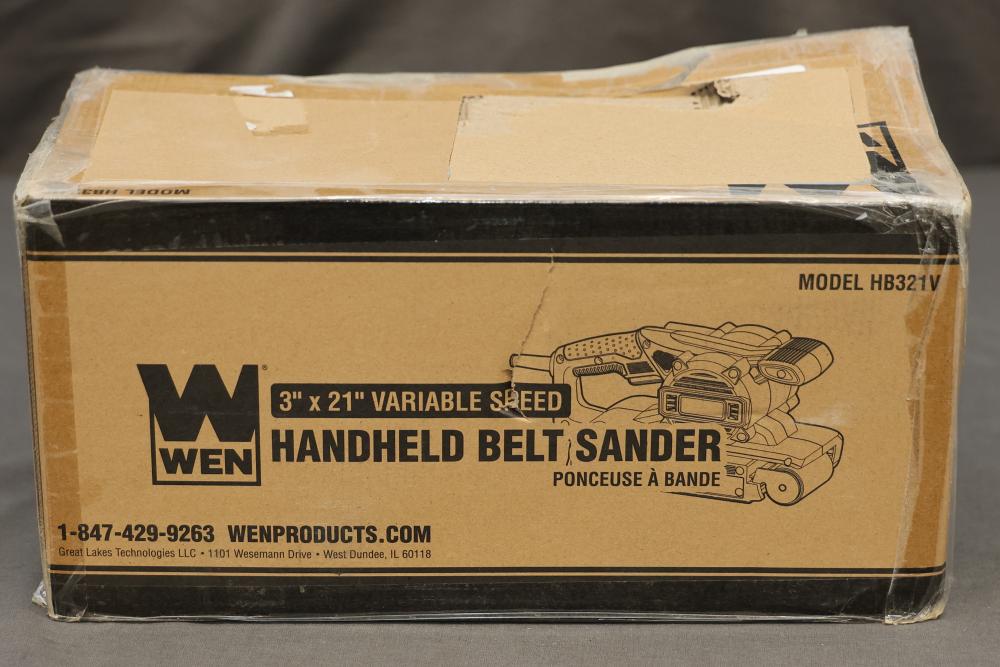 MODEL HB3
MODEL HB321V
WEN
®
3" x 21" VARIABLE SPEED
HANDHELD BELT SANDER
PONCEUSE À BANDE
1-847-429-9263 WENPRODUCTS.COM
Great Lakes Technologies LLC • 1101 Wesemann Drive • West Dundee, IL 60118